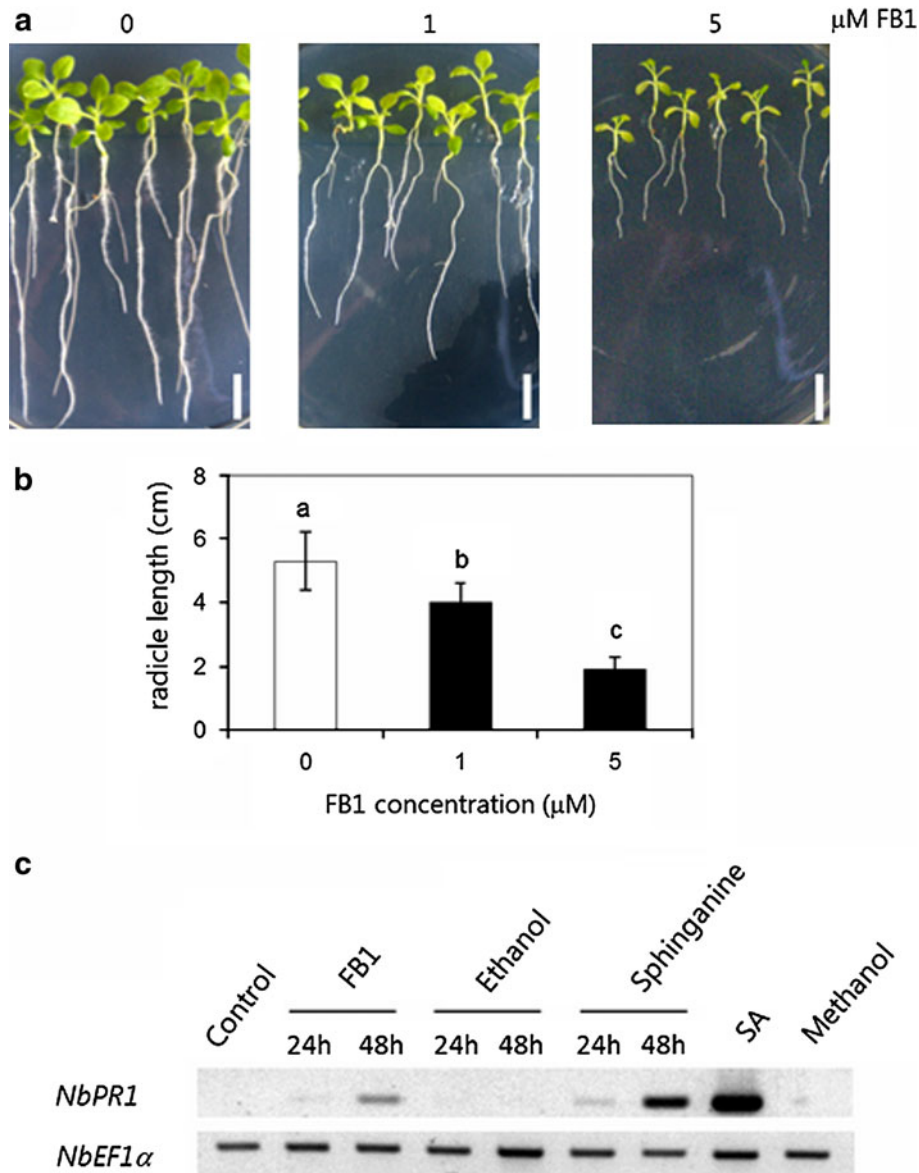 a
0 1 5 μM FB1
b
8
6
4
2
0
radicle length (cm)
a
b
c
0 1 5
FB1 concentration (μM)
c
Control FB1 Ethanol Sphinganine SA Methanol
24h 48h 24h 48h 24h 48h
NbPR1
NbEF1α